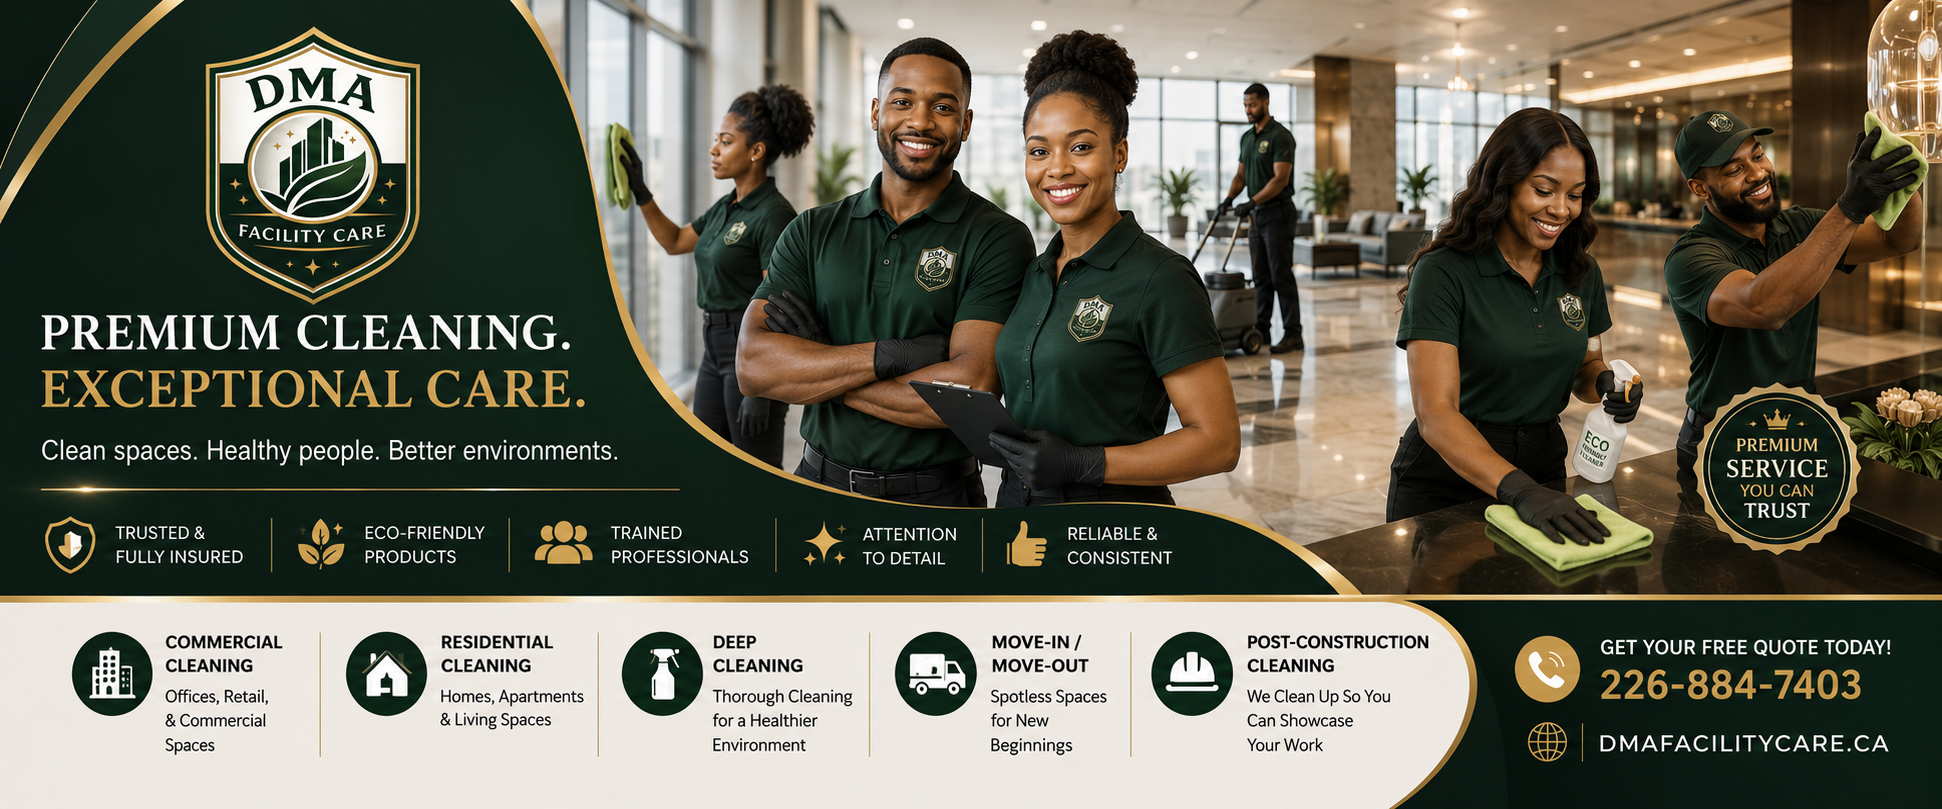 DMA
FACILITY CARE
PREMIUM CLEANING.
EXCEPTIONAL CARE.
Clean spaces. Healthy people. Better environments.
TRUSTED &
FULLY INSURED
ECO-FRIENDLY
PRODUCTS
TRAINED
PROFESSIONALS
ATTENTION
TO DETAIL
RELIABLE &
CONSISTENT
DMA
DMA
ECO
PREMIUM
SERVICE
YOU CAN
TRUST
COMMERCIAL
CLEANING
Offices, Retail,
& Commercial
Spaces
RESIDENTIAL
CLEANING
Homes, Apartments
& Living Spaces
DEEP
CLEANING
Thorough Cleaning
for a Healthier
Environment
MOVE-IN /
MOVE-OUT
Spotless Spaces
for New
Beginnings
POST-CONSTRUCTION
CLEANING
We Clean Up So You
Can Showcase
Your Work
GET YOUR FREE QUOTE TODAY!
226-884-7403
DMAFACILITYCARE.CA